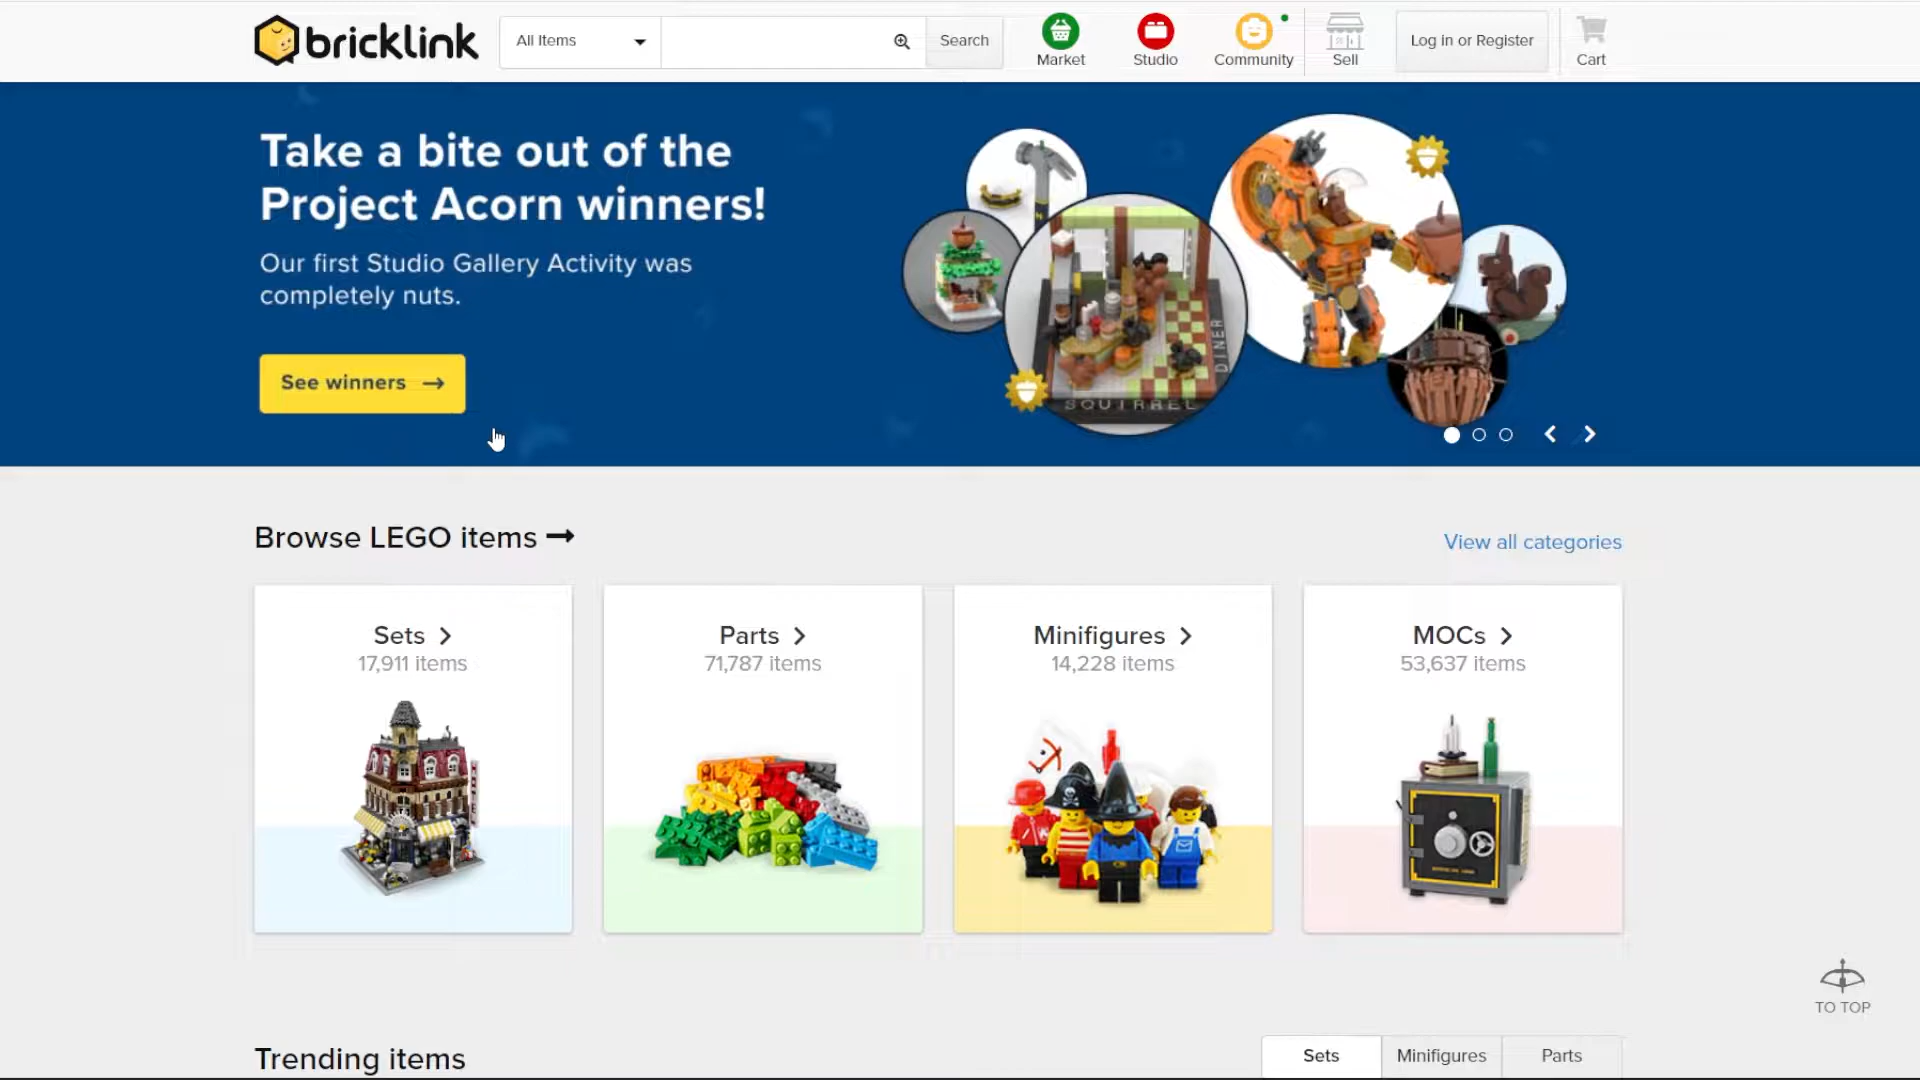 bricklink
All Items
Search
Market
Studio
Community
Sell
Log in or Register
Cart
Take a bite out of the
Project Acorn winners!
Our first Studio Gallery Activity was
completely nuts.
See winners
DINER
SQUIRREL
Browse LEGO items
View all categories
Sets
17,911 items
Parts
71,787 items
Minifigures
14,228 items
MOCs
53,637 items
TO TOP
Trending items
Sets
Minifigures
Parts